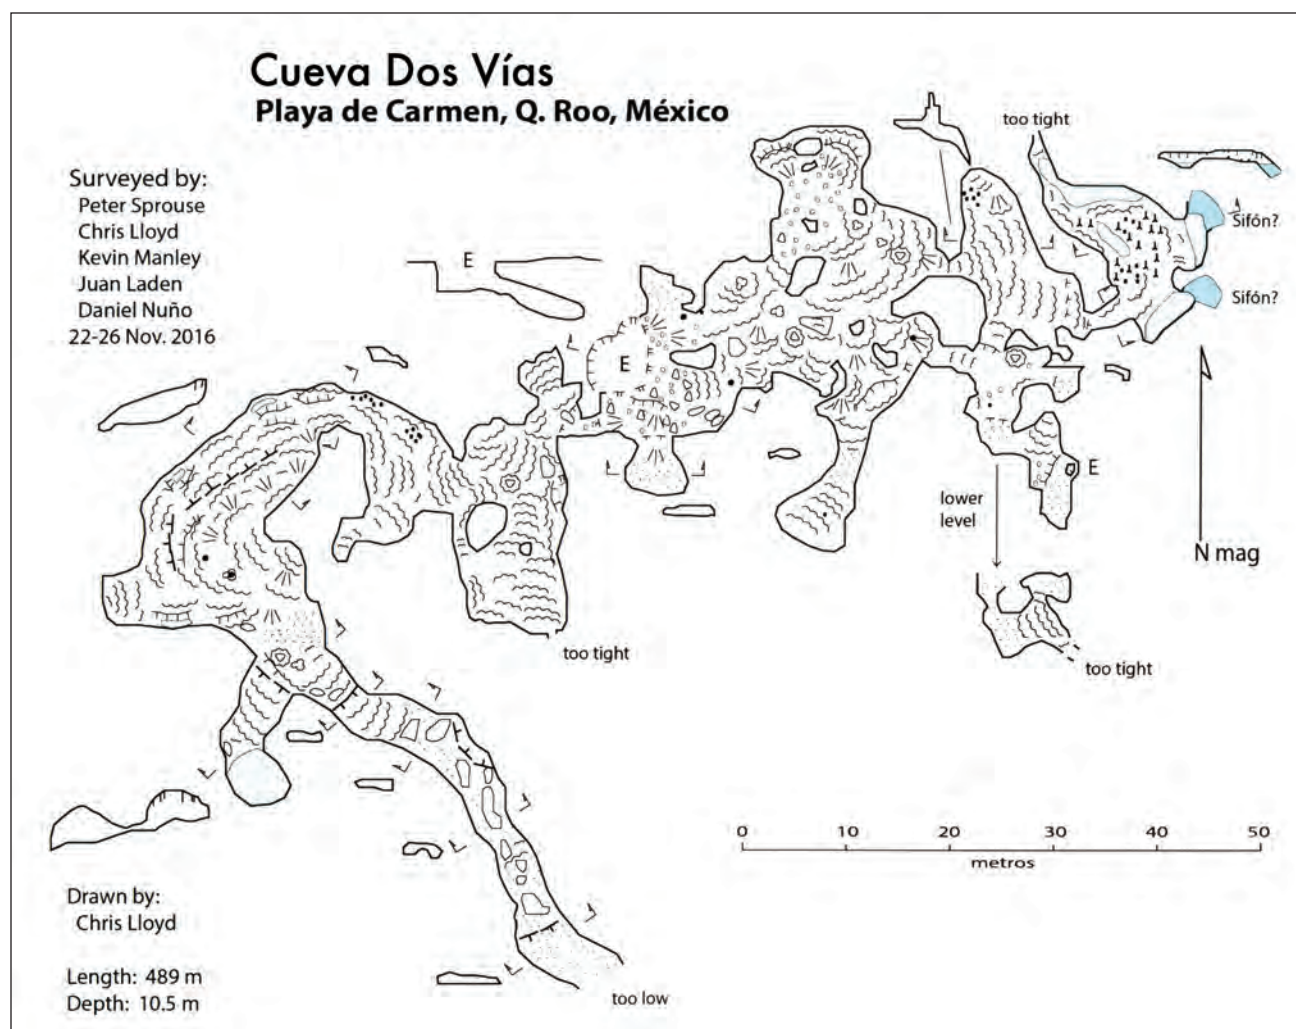 Cueva Dos Vías
Playa de Carmen, Q. Roo, México
Surveyed by:
Peter Sprouse
Chris Lloyd
Kevin Manley
Juan Laden
Daniel Nuño
22-26 Nov. 2016
too tight
Sifón?
Sifón?
E
E
E
N mag
lower
level
too tight
too tight
0 10 20 30 40 50
metros
Drawn by:
Chris Lloyd
Length: 489 m
Depth: 10.5 m
too low